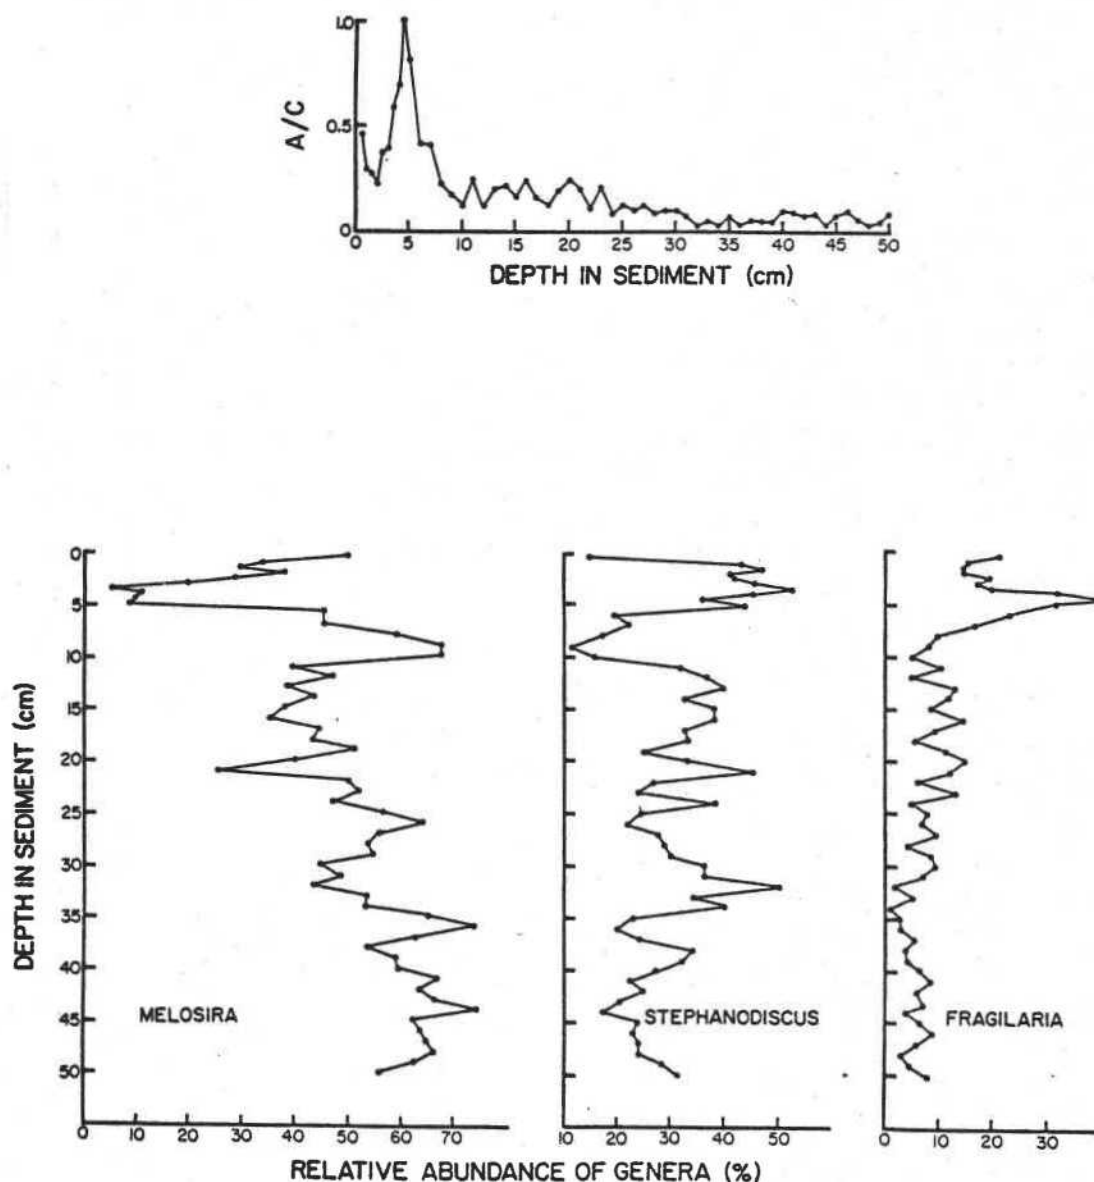 1.0
0.5
0
A/C
0 5 10 15 20 25 30 35 40 45 50
DEPTH IN SEDIMENT (cm)
0
5
10
15
20
25
30
35
40
45
50
DEPTH IN SEDIMENT (cm)
MELOSIRA
STEPHANODISCUS
FRAGILARIA
0 10 20 30 40 50 60 70
10 20 30 40 50
0 10 20 30
RELATIVE ABUNDANCE OF GENERA (%)